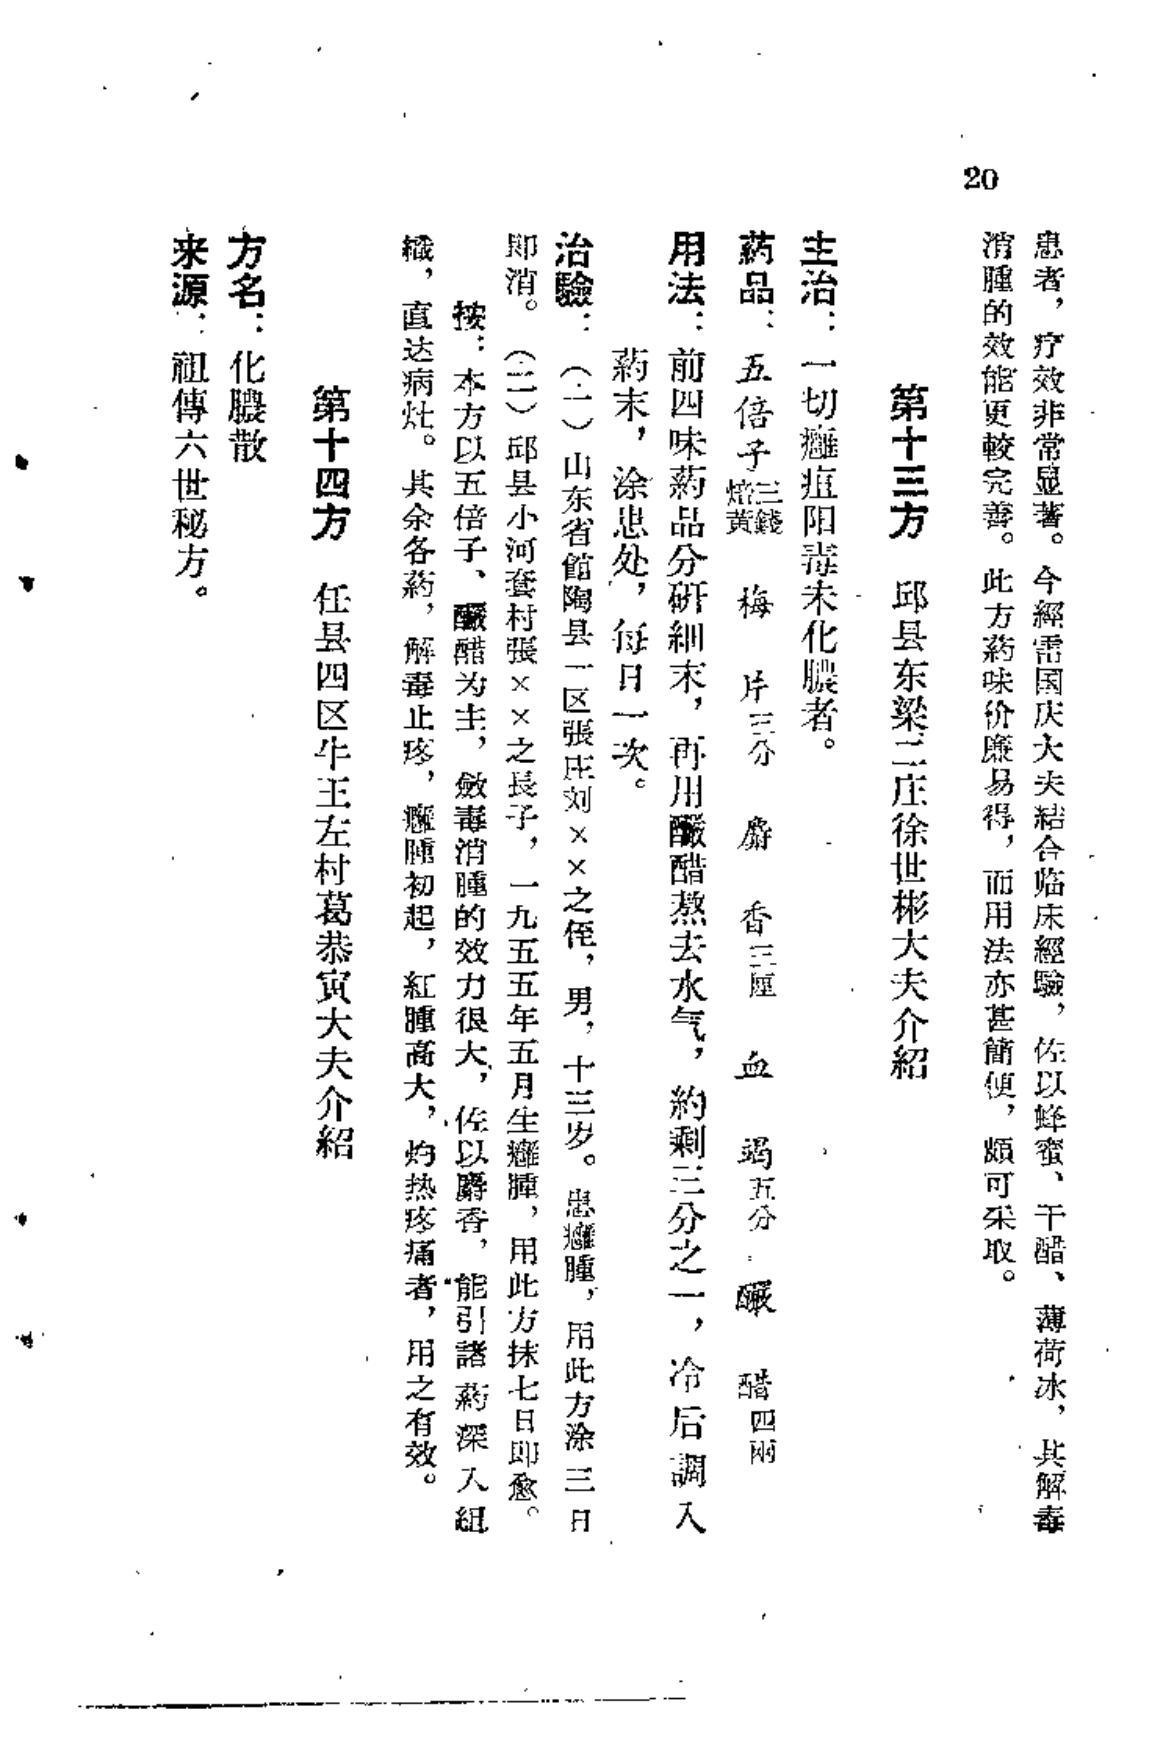 20
患者，疗效非常显著。今經雷国庆大夫結合临床經驗，佐以蜂蜜、干醋、薄荷冰，其解毒
消腫的效能更較完善。此方葯味价廉易得，而用法亦甚簡便，頗可采取。
第十三方　邱县东梁二庄徐世彬大夫介紹
主治：一切癰疽阳毒未化膿者。
葯品：五倍子三錢焙黃　梅片三分　麝香三厘　血竭五分　釅醋四兩
用法：前四味葯品分研細末，再用釅醋熬去水气，約剩三分之一，冷后調入
葯末，涂患处，每日一次。
治驗：（一）山东省館陶县一区張庄刘××之侄，男，十三岁。患癰腫，用此方涂三日
即消。（二）邱县小河套村張××之長子，一九五五年五月生癰腫，用此方抹七日即愈。
按：本方以五倍子、釅醋为主，斂毒消腫的效力很大，佐以麝香，能引諸葯深入組
織，直达病灶。其余各葯，解毒止疼，癰腫初起，紅腫高大，灼热疼痛者，用之有效。
第十四方　任县四区牛王左村葛恭寅大夫介紹
方名：化膿散
来源：祖傳六世秘方。